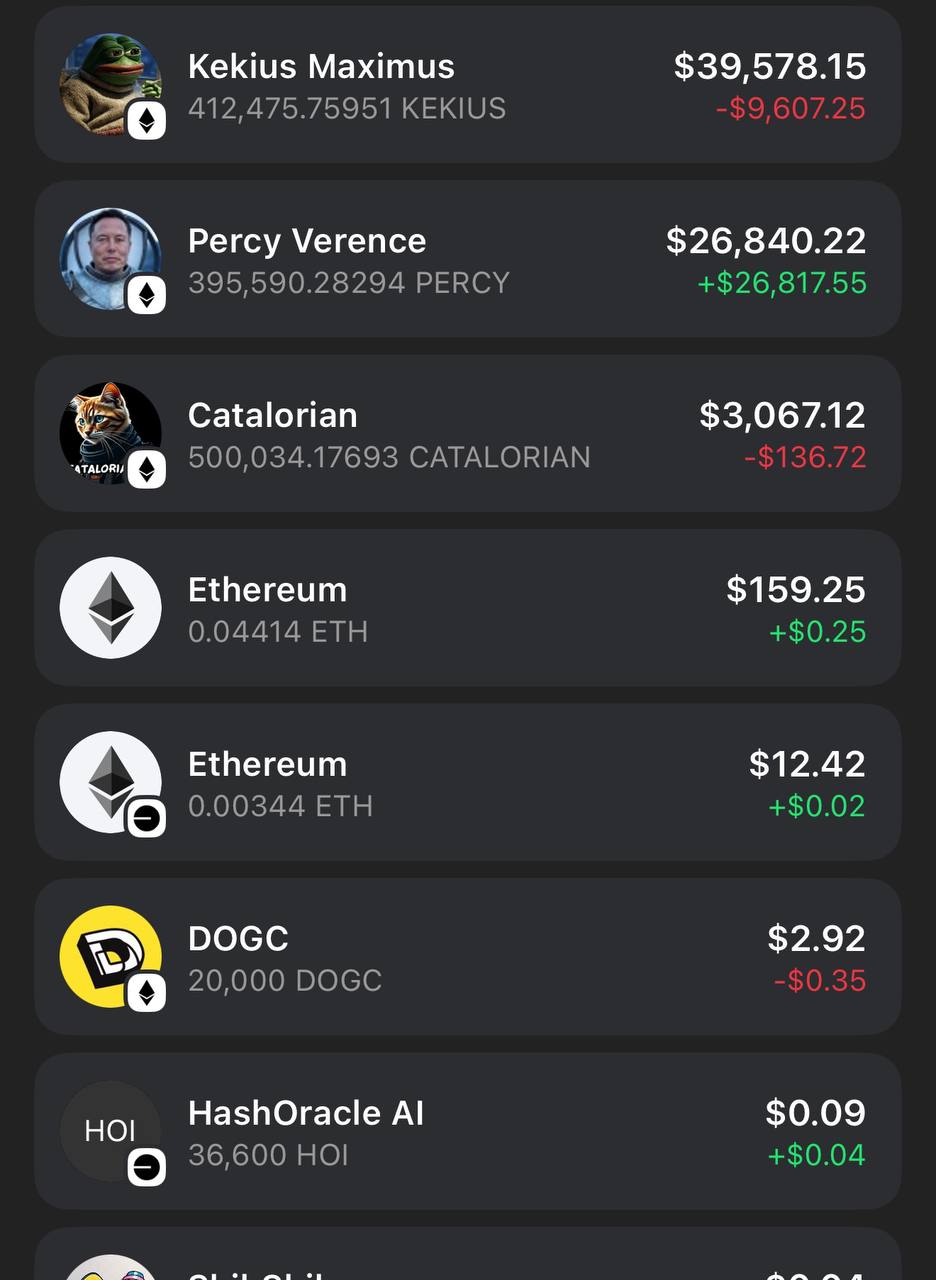 Kekius Maximus
$39,578.15
412,475.75951 KEKIUS
-$9,607.25
Percy Verence
$26,840.22
395,590.28294 PERCY
+$26,817.55
Catalorian
$3,067.12
500,034.17693 CATALORIAN
-$136.72
Ethereum
$159.25
0.04414 ETH
+$0.25
Ethereum
$12.42
0.00344 ETH
+$0.02
DOGC
$2.92
20,000 DOGC
-$0.35
HOI
HashOracle AI
$0.09
36,600 HOI
+$0.04